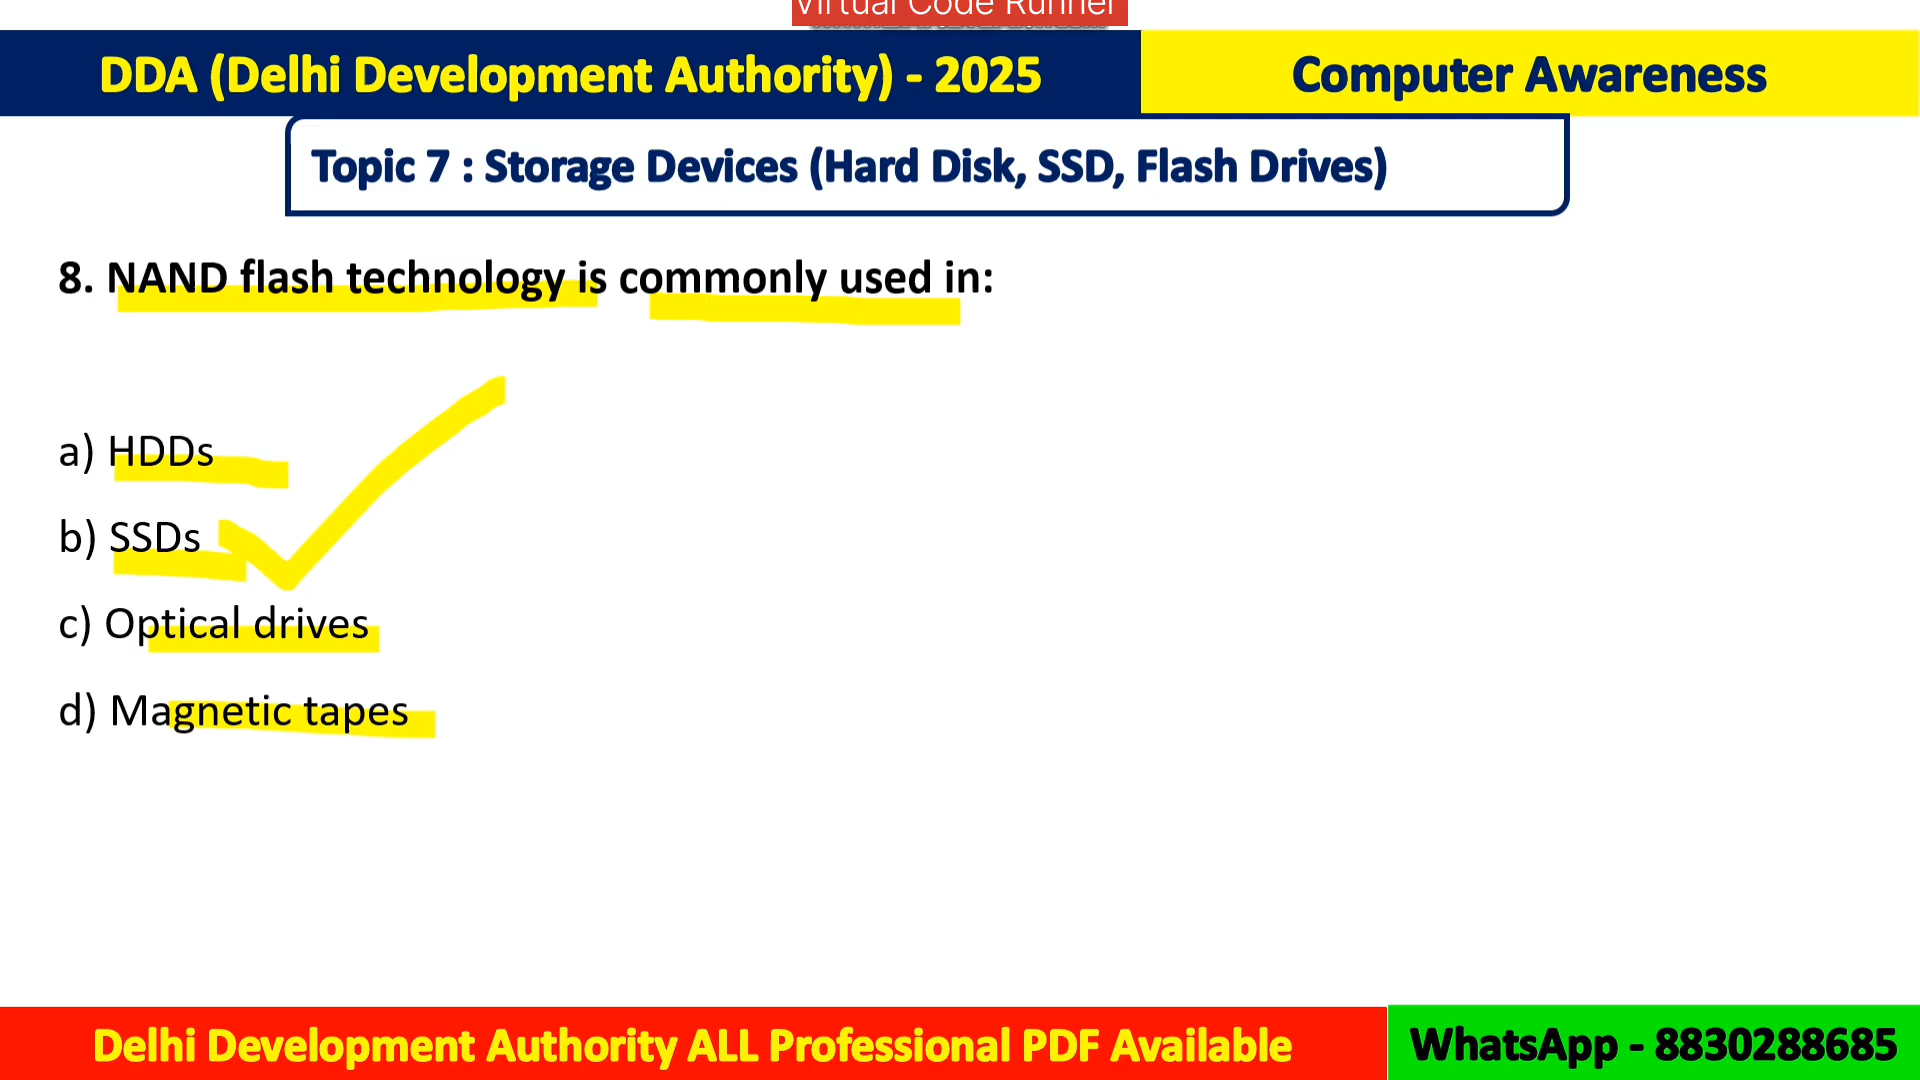 Virtual Code Runner
DDA (Delhi Development Authority) - 2025
Computer Awareness
Topic 7 : Storage Devices (Hard Disk, SSD, Flash Drives)
8. NAND flash technology is commonly used in:
a) HDDs
b) SSDs
c) Optical drives
d) Magnetic tapes
Delhi Development Authority ALL Professional PDF Available
WhatsApp - 8830288685